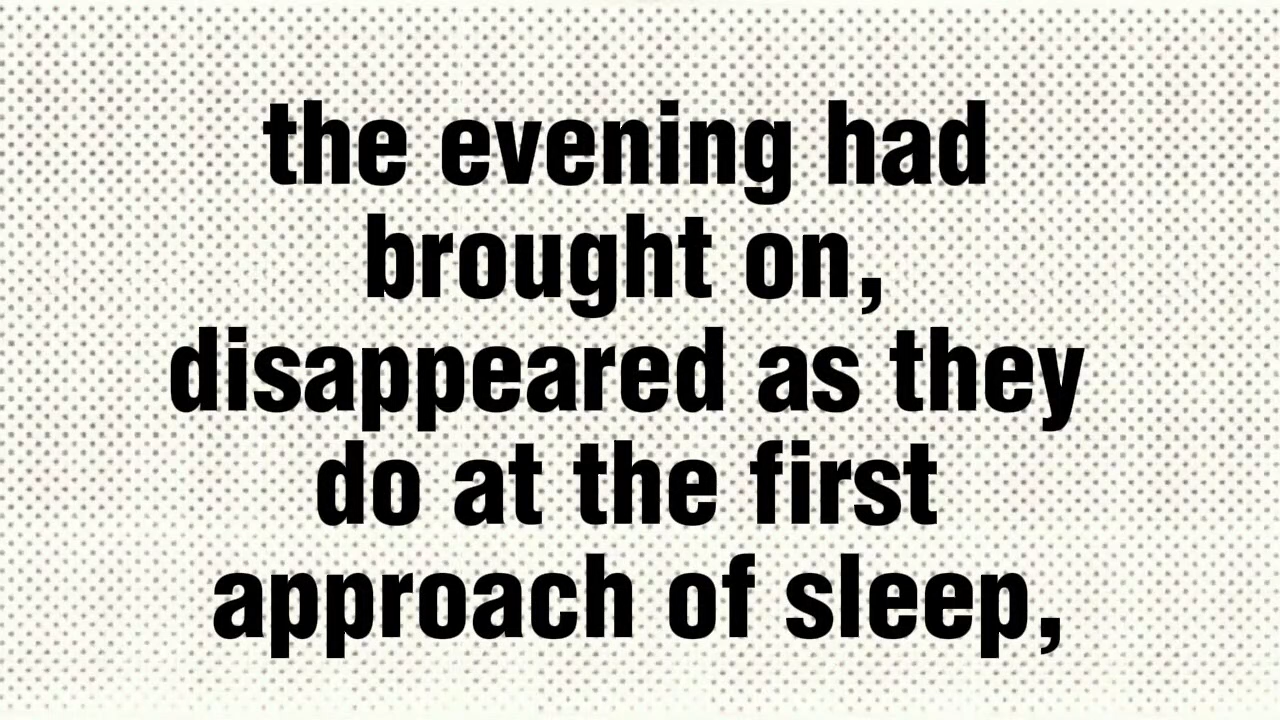 the evening had
brought on,
disappeared as they
do at the first
approach of sleep,